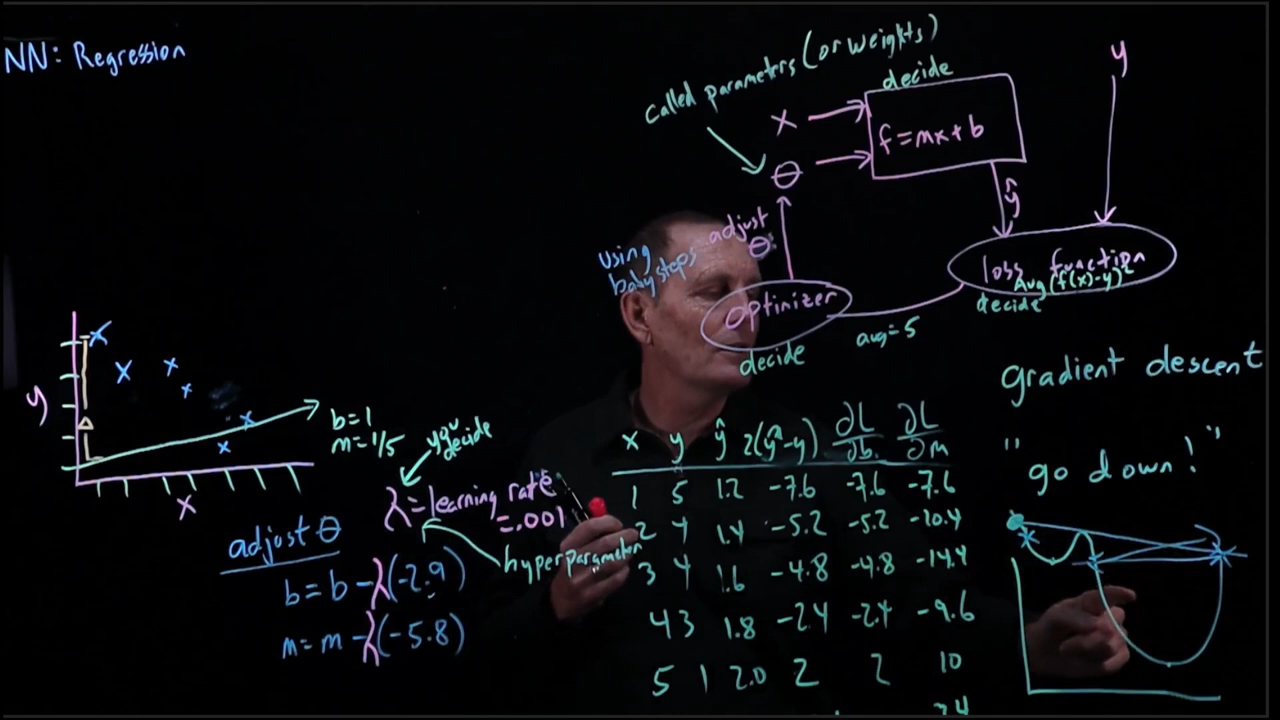 NN: Regression
called parameters (or weights)
decide
y
x
f=mx+b
θ
ŷ
adjust
θ
using
baby steps
loss function
Avg(f(x)-y)²
decide
optimizer
decide
avg=5
gradient descent
"go down!"
y
x
b=1
m=1/5
you
decide
λ=learning rate
=.001
hyperparameter
adjust θ
b=b-λ(-2.9)
m=m-λ(-5.8)
x y ŷ 2(ŷ-y) ∂L/∂b ∂L/∂m
1 5 1.2 -7.6 -7.6 -7.6
2 4 1.4 -5.2 -5.2 -10.4
3 4 1.6 -4.8 -4.8 -14.4
4 3 1.8 -2.4 -2.4 -9.6
5 1 2.0 2 2 10